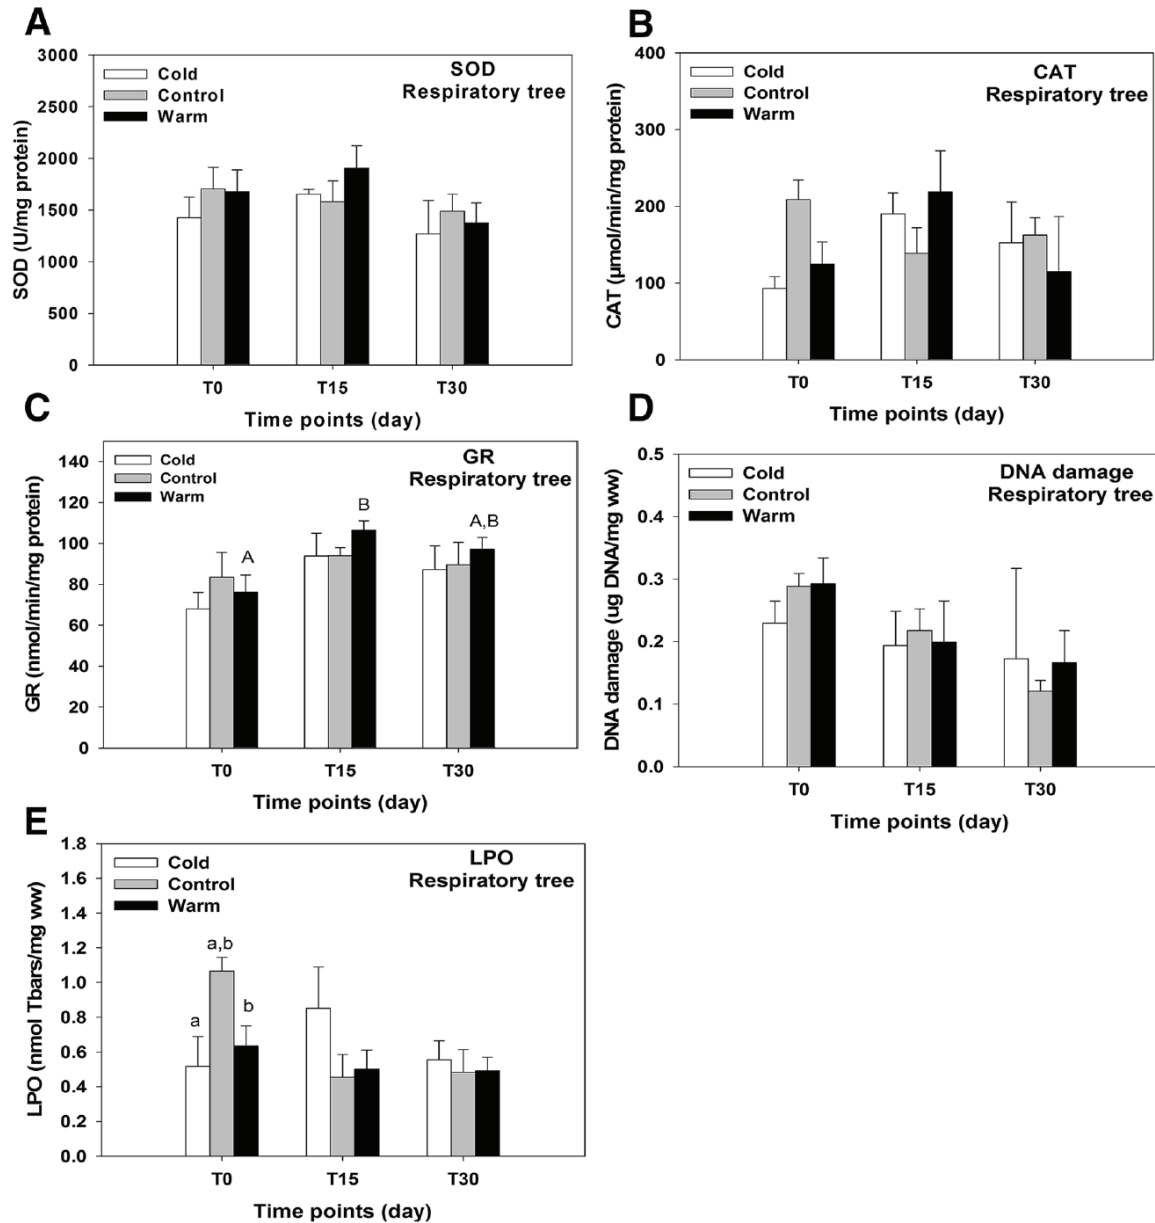 A
SOD (U/mg protein)
3000
2500
2000
1500
1000
500
0
Cold
Control
Warm
SOD
Respiratory tree
T0 T15 T30
Time points (day)
B
CAT (µmol/min/mg protein)
400
300
200
100
0
Cold
Control
Warm
CAT
Respiratory tree
T0 T15 T30
Time points (day)
C
GR (nmol/min/mg protein)
140
120
100
80
60
40
20
0
Cold
Control
Warm
GR
Respiratory tree
A
B
A,B
T0 T15 T30
Time points (day)
D
DNA damage (ug DNA/mg ww)
0.5
0.4
0.3
0.2
0.1
0.0
Cold
Control
Warm
DNA damage
Respiratory tree
T0 T15 T30
Time points (day)
E
LPO (nmol Tbars/mg ww)
1.8
1.6
1.4
1.2
1.0
0.8
0.6
0.4
0.2
0.0
Cold
Control
Warm
LPO
Respiratory tree
a
a,b
b
T0 T15 T30
Time points (day)